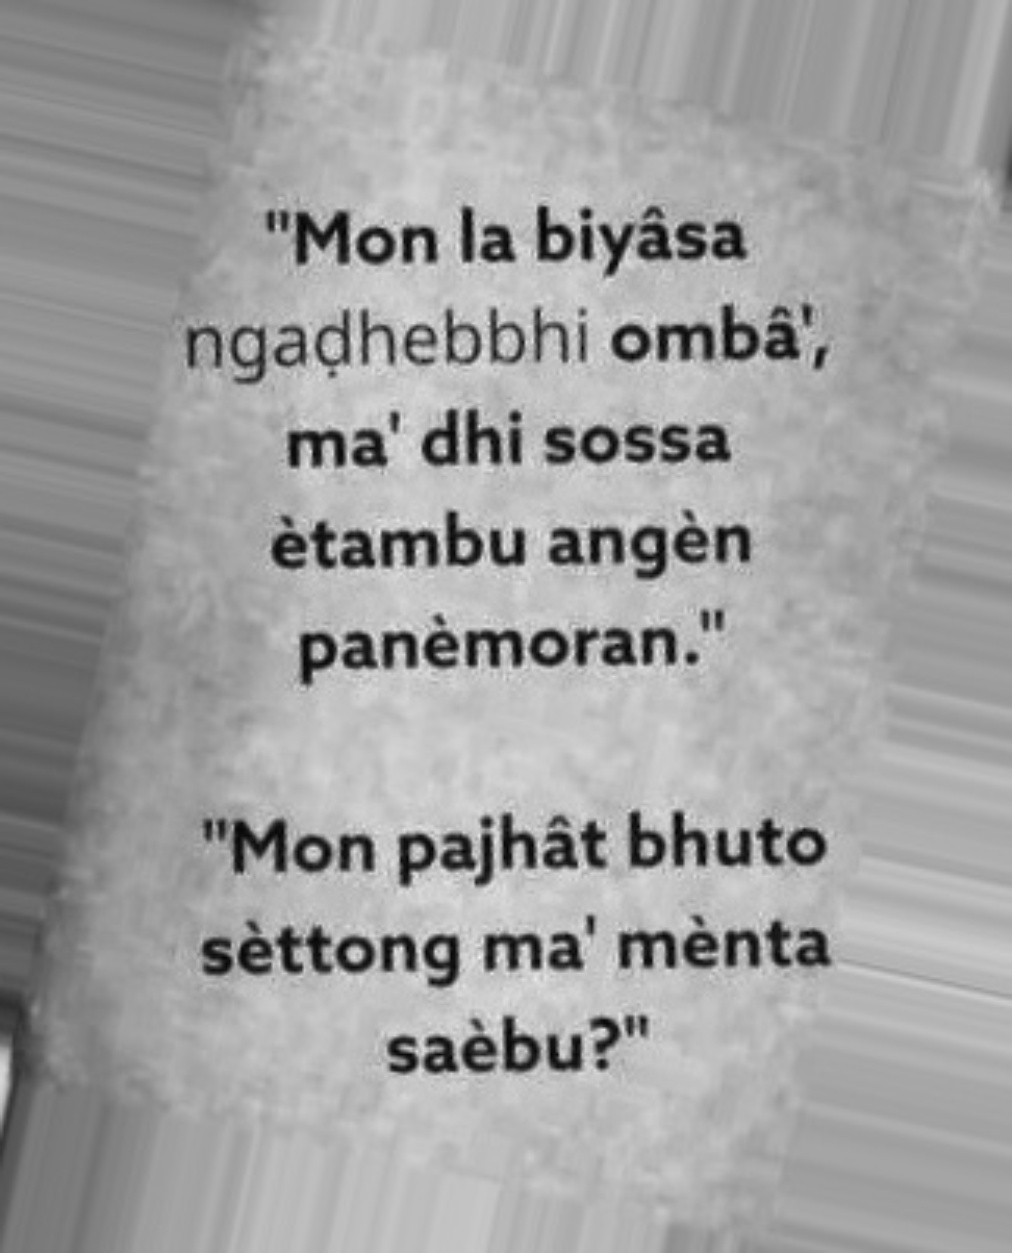 "Mon la biyâsa
ngaḍhebbhi ombâ',
ma' dhi sossa
ètambu angèn
panèmoran."
"Mon pajhât bhuto
sèttong ma' mènta
saèbu?"